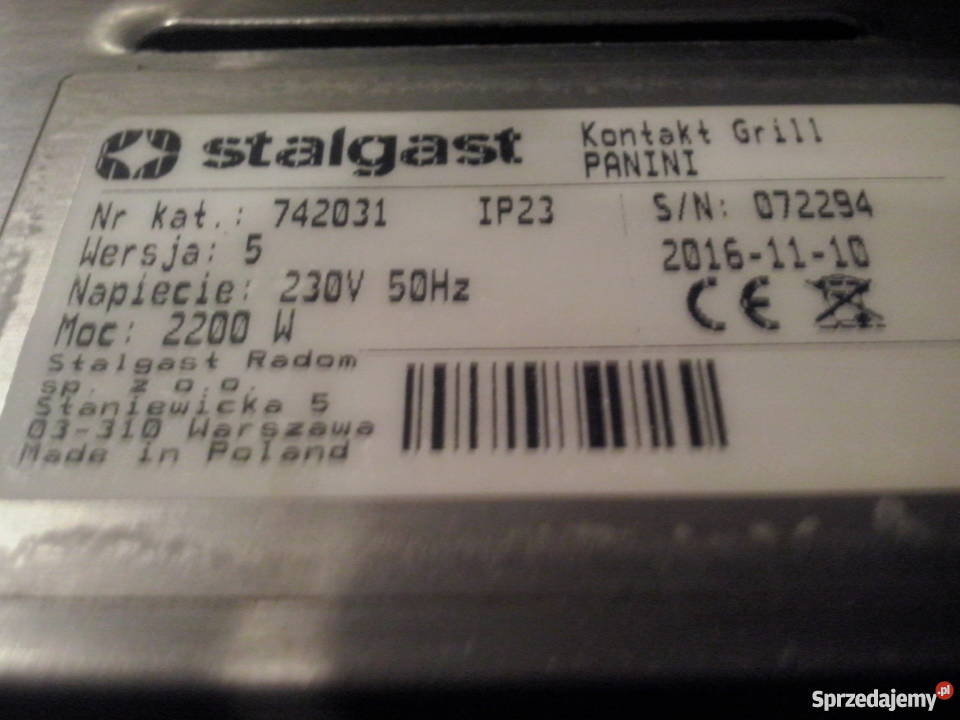 stalgast
Kontakt Grill
PANINI
Nr kat.: 742031 IP23 S/N: 072294
Wersja: 5 2016-11-10
Napiecie: 230V 50Hz
CE
Moc: 2200 W
Stalgast Radom
sp. z o.o.
Staniewicka 5
03-310 Warszawa
Made in Poland
Sprzedajemy.pl